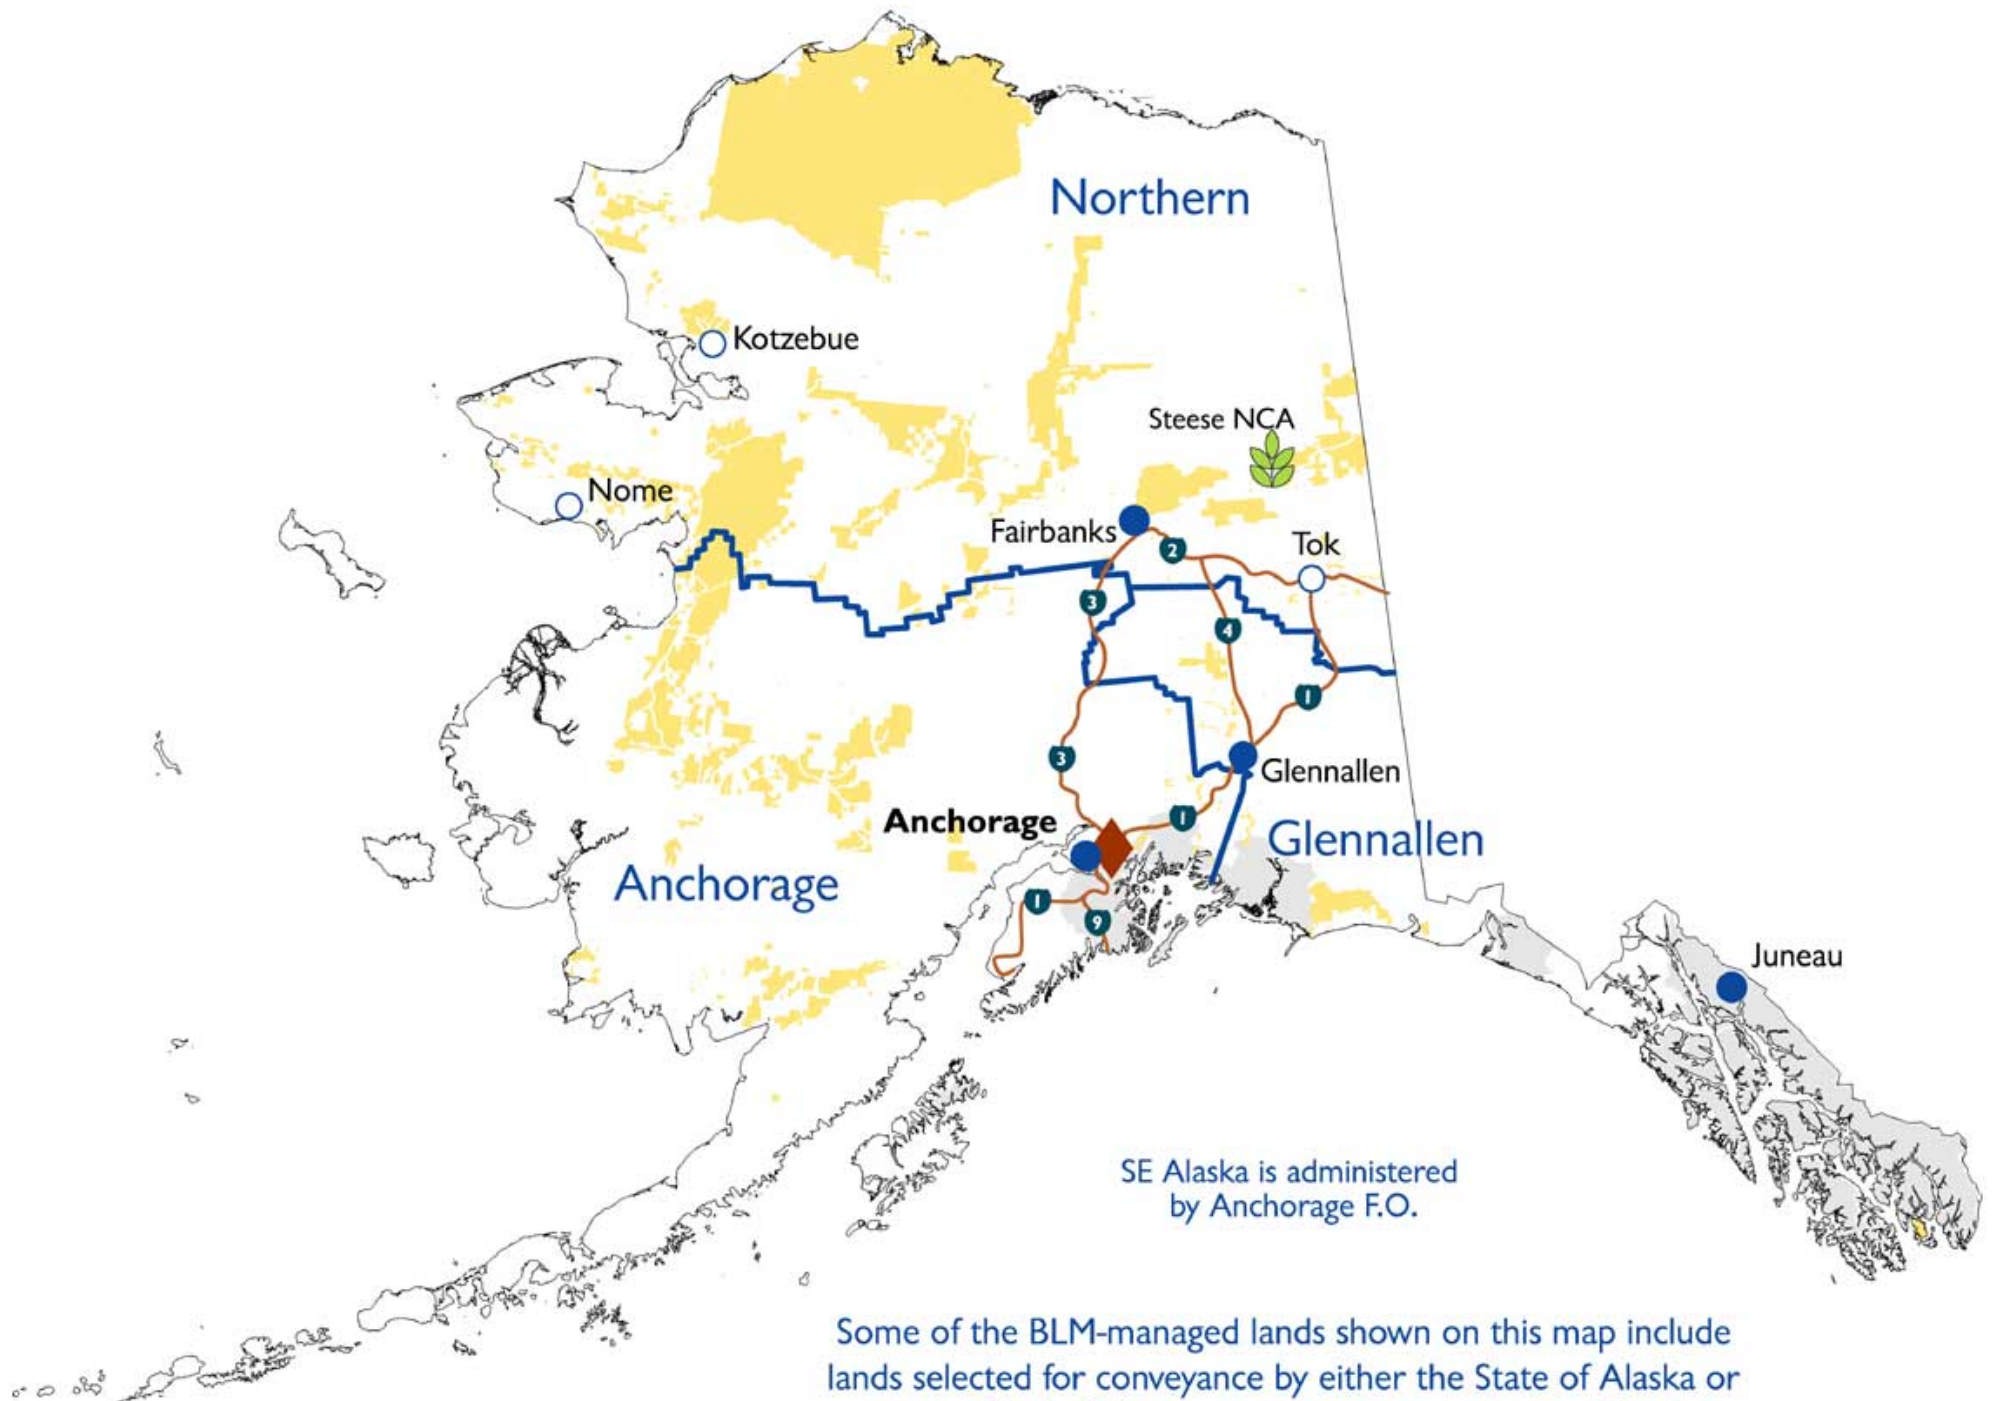 Northern
Kotzebue
Steese NCA
Nome
Fairbanks
2
Tok
3
4
1
3
Glennallen
1
Anchorage
Glennallen
Anchorage
1
9
Juneau
SE Alaska is administered
by Anchorage F.O.
Some of the BLM-managed lands shown on this map include
lands selected for conveyance by either the State of Alaska or